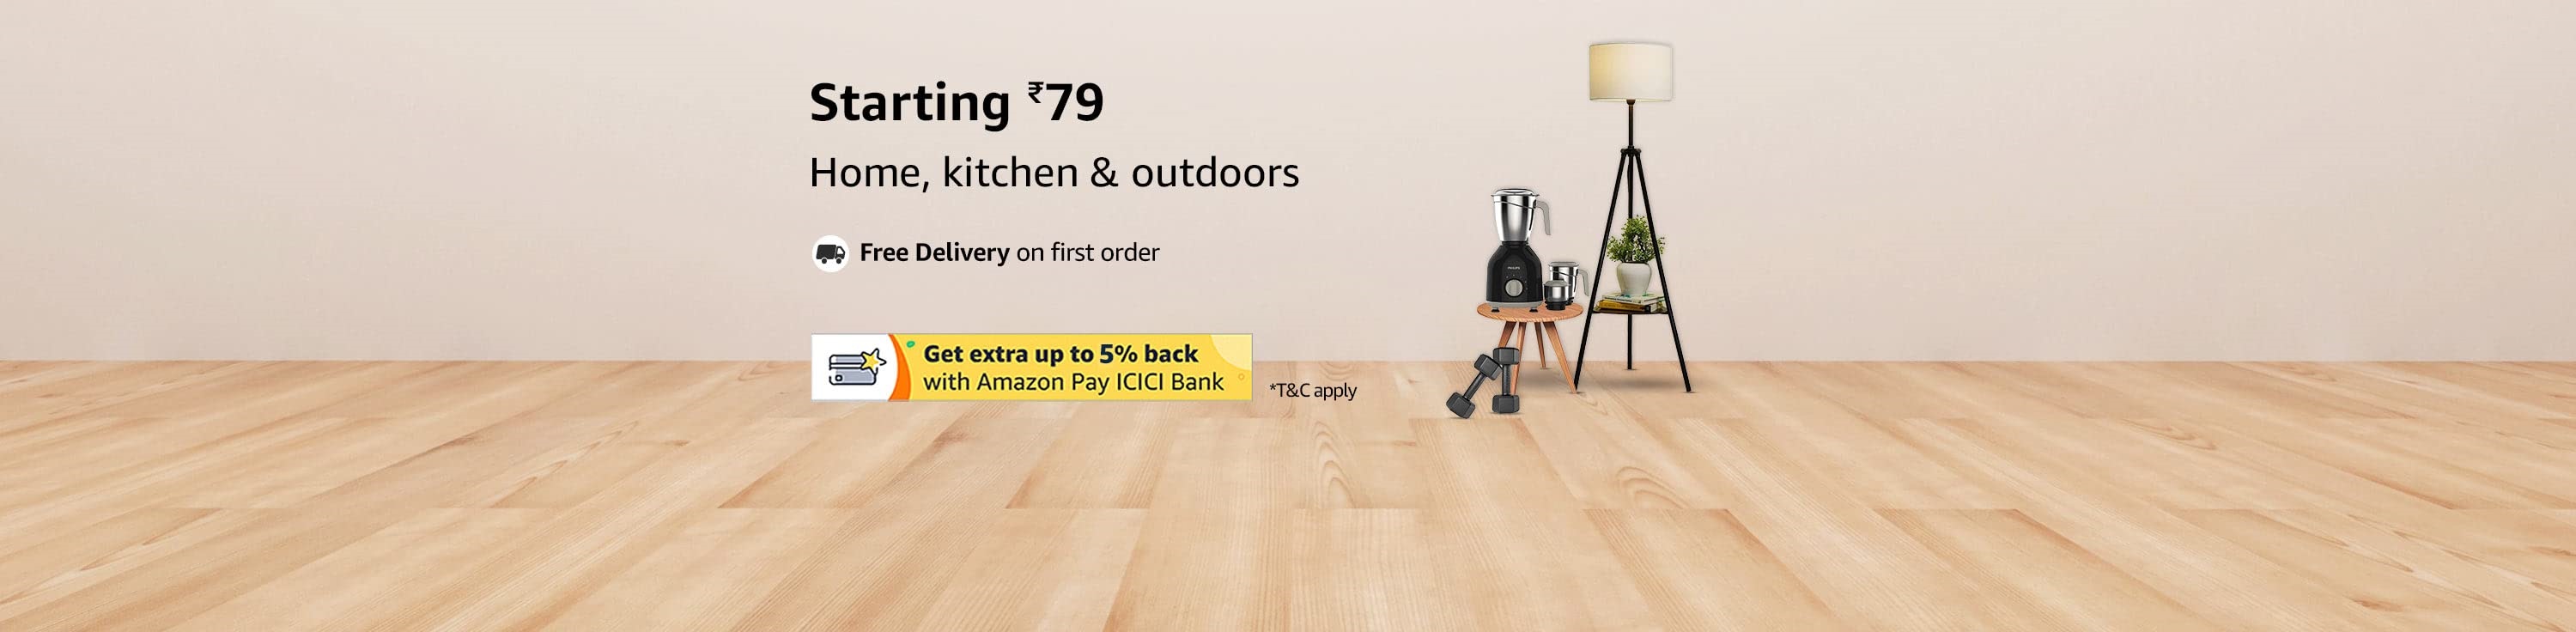 Starting ₹79
Home, kitchen & outdoors
Free Delivery on first order
Get extra up to 5% back
with Amazon Pay ICICI Bank
*T&C apply